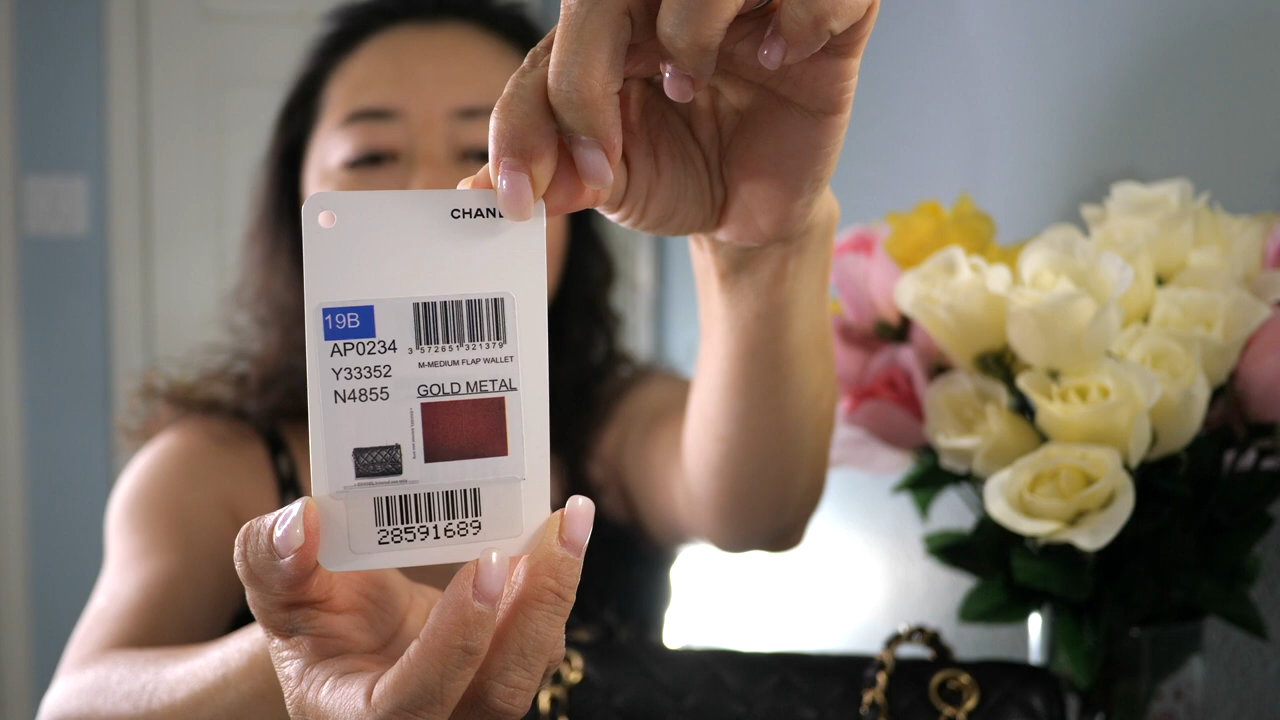 CHANE
19B
AP0234
Y33352
N4855
3 572651 321379
M-MEDIUM FLAP WALLET
GOLD METAL
28591689